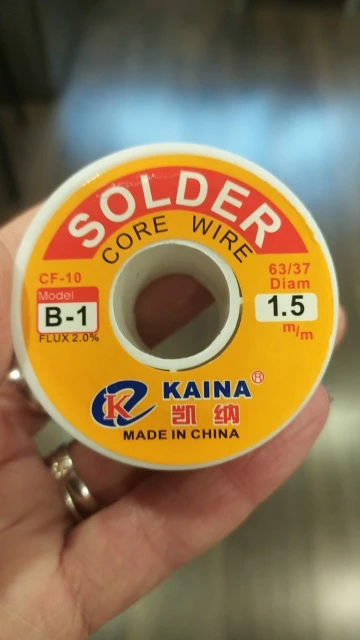 SOLDER
CORE WIRE
CF-10
Model
B-1
FLUX 2.0%
63/37
Diam
1.5
m/m
KAINA®
凯纳
MADE IN CHINA